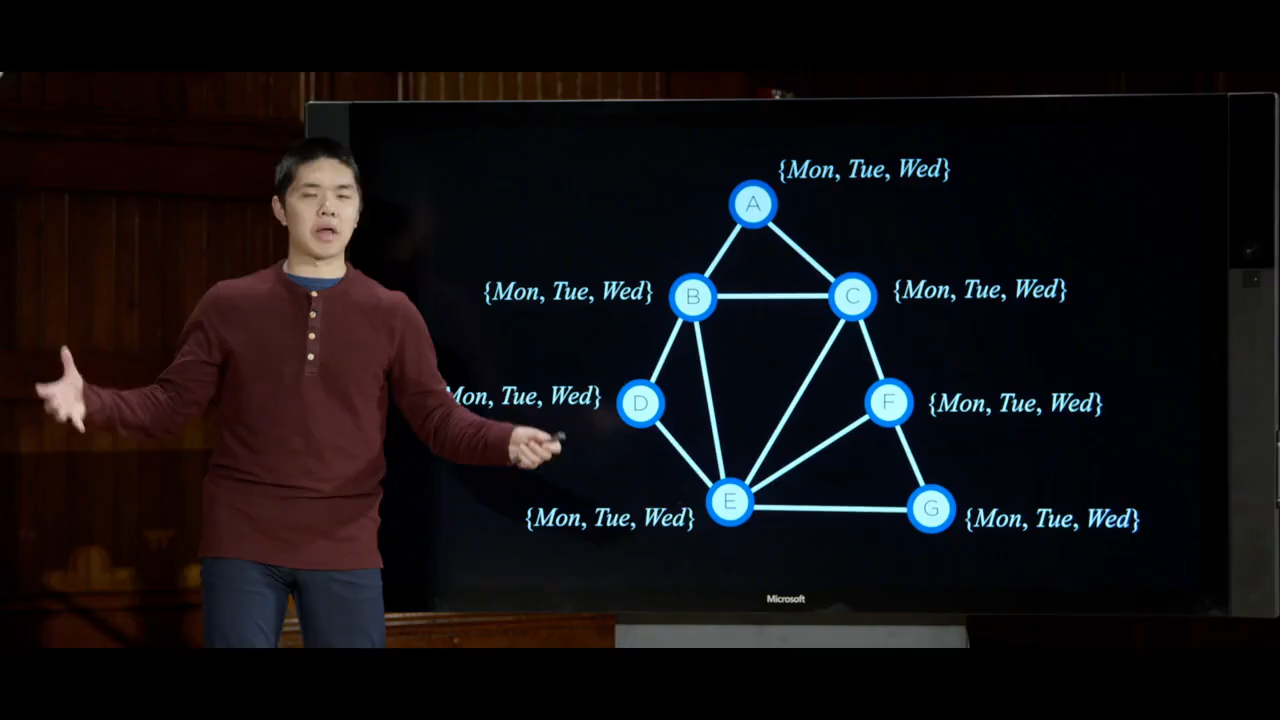 {Mon, Tue, Wed}
A
{Mon, Tue, Wed}
B
C
{Mon, Tue, Wed}
Mon, Tue, Wed}
D
F
{Mon, Tue, Wed}
{Mon, Tue, Wed}
E
G
{Mon, Tue, Wed}
Microsoft